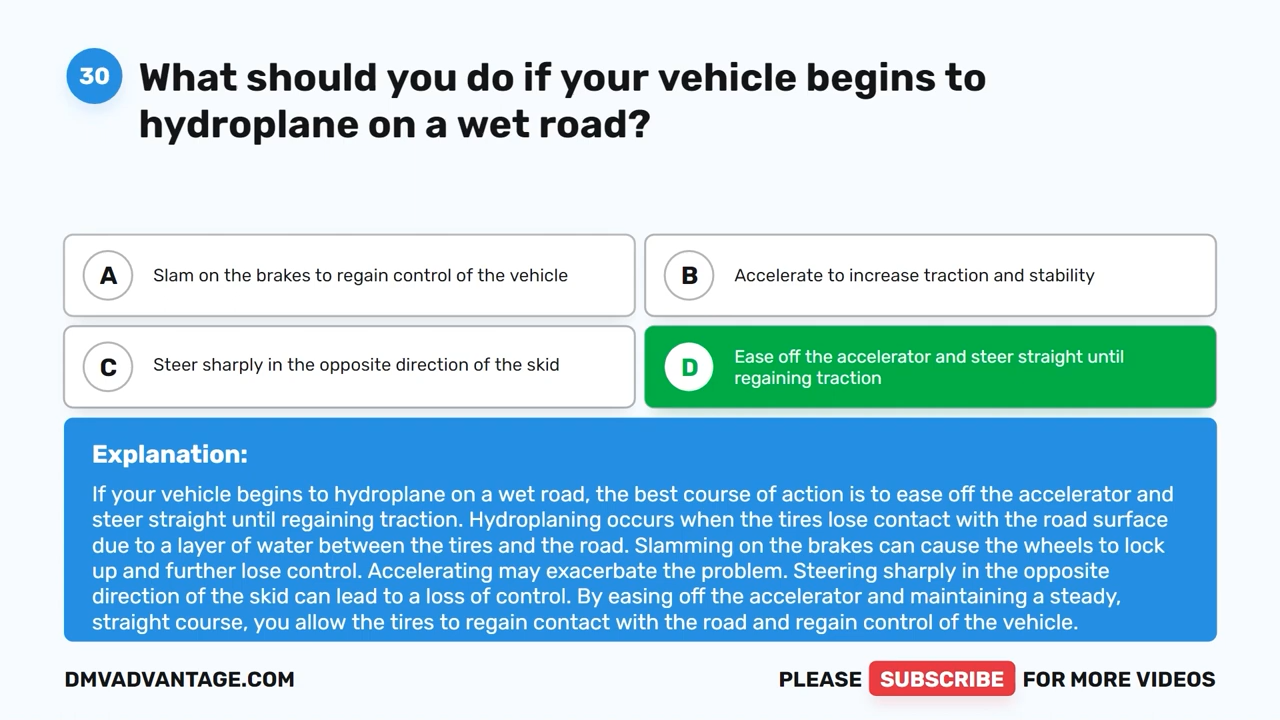 30
What should you do if your vehicle begins to
hydroplane on a wet road?
A
Slam on the brakes to regain control of the vehicle
B
Accelerate to increase traction and stability
C
Steer sharply in the opposite direction of the skid
D
Ease off the accelerator and steer straight until
regaining traction
Explanation:
If your vehicle begins to hydroplane on a wet road, the best course of action is to ease off the accelerator and
steer straight until regaining traction. Hydroplaning occurs when the tires lose contact with the road surface
due to a layer of water between the tires and the road. Slamming on the brakes can cause the wheels to lock
up and further lose control. Accelerating may exacerbate the problem. Steering sharply in the opposite
direction of the skid can lead to a loss of control. By easing off the accelerator and maintaining a steady,
straight course, you allow the tires to regain contact with the road and regain control of the vehicle.
DMVADVANTAGE.COM
PLEASE SUBSCRIBE FOR MORE VIDEOS